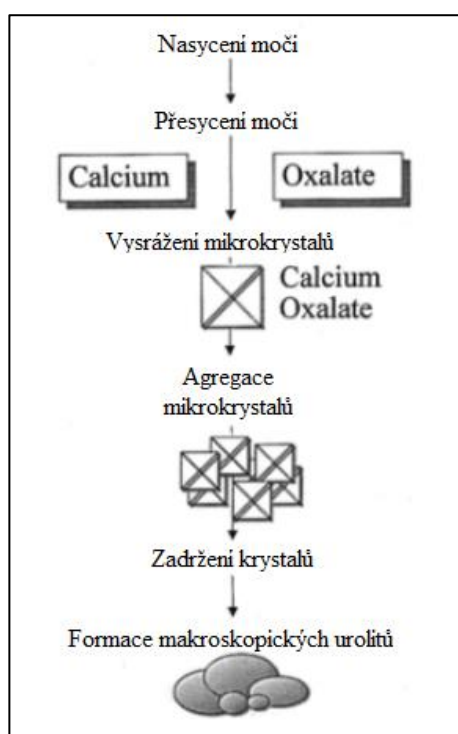 Nasycení moči
Přesycení moči
Calcium
Oxalate
Vysrážení mikrokrystalů
Calcium
Oxalate
Agregace
mikrokrystalů
Zadržení krystalů
Formace makroskopických urolitů